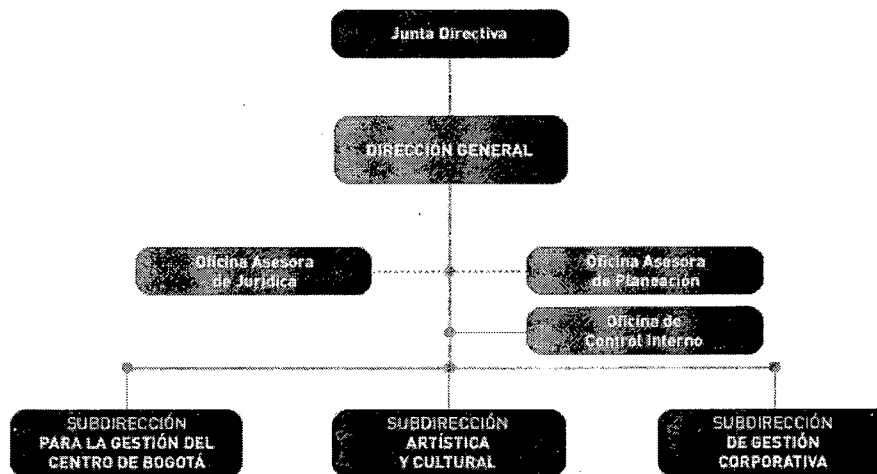 Junta Directiva
DIRECCIÓN GENERAL
Oficina Asesora
de Jurídica
Oficina Asesora
de Planeación
Oficina de
Control Interno
SUBDIRECCIÓN
PARA LA GESTIÓN DEL
CENTRO DE BOGOTÁ
SUBDIRECCIÓN
ARTÍSTICA
Y CULTURAL
SUBDIRECCIÓN
DE GESTIÓN
CORPORATIVA